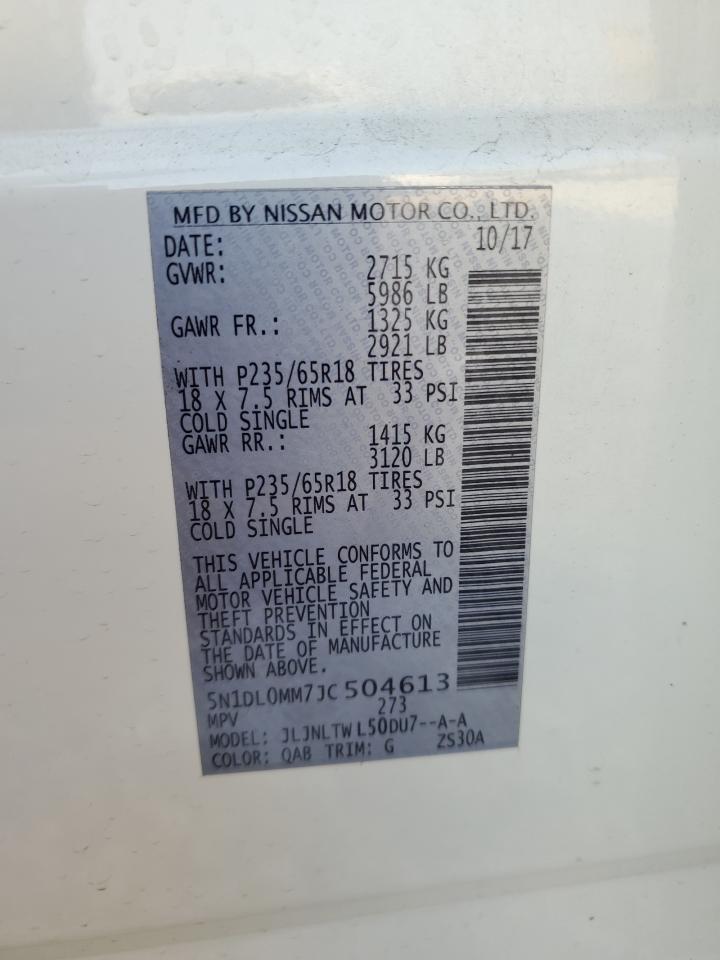 MFD BY NISSAN MOTOR CO., LTD.
DATE: 10/17
GVWR: 2715 KG
5986 LB
GAWR FR.: 1325 KG
2921 LB
WITH P235/65R18 TIRES
18 X 7.5 RIMS AT 33 PSI
COLD SINGLE
GAWR RR.: 1415 KG
3120 LB
WITH P235/65R18 TIRES
18 X 7.5 RIMS AT 33 PSI
COLD SINGLE
THIS VEHICLE CONFORMS TO
ALL APPLICABLE FEDERAL
MOTOR VEHICLE SAFETY AND
THEFT PREVENTION
STANDARDS IN EFFECT ON
THE DATE OF MANUFACTURE
SHOWN ABOVE.
5N1DL0MM7JC504613
MPV 273
MODEL: JLJNLTWL50DU7--A-A
COLOR: QAB TRIM: G ZS30A